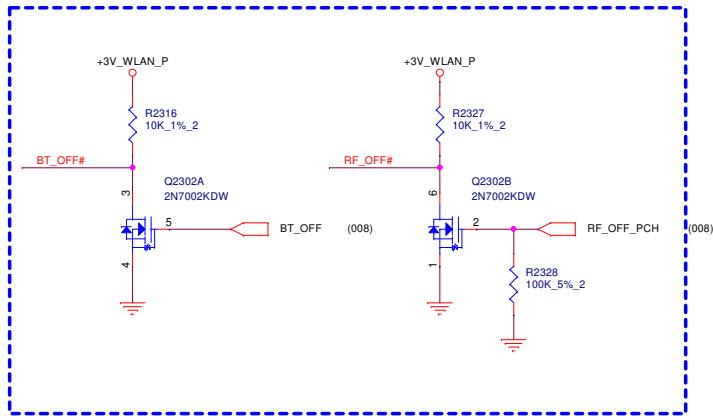 +3V_WLAN_P
R2316
10K_1%_2
BT_OFF#
3
Q2302A
2N7002KDW
5
BT_OFF
(008)
4
+3V_WLAN_P
R2327
10K_1%_2
RF_OFF#
6
Q2302B
2N7002KDW
2
RF_OFF_PCH
(008)
1
R2328
100K_5%_2